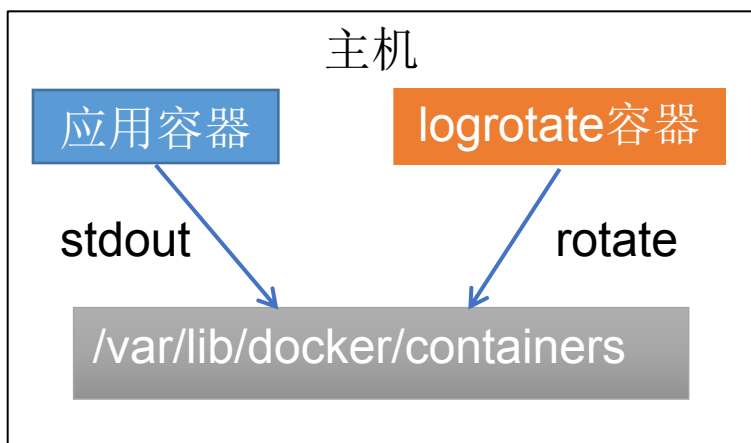 主机
应用容器
logrotate容器
stdout
rotate
/var/lib/docker/containers